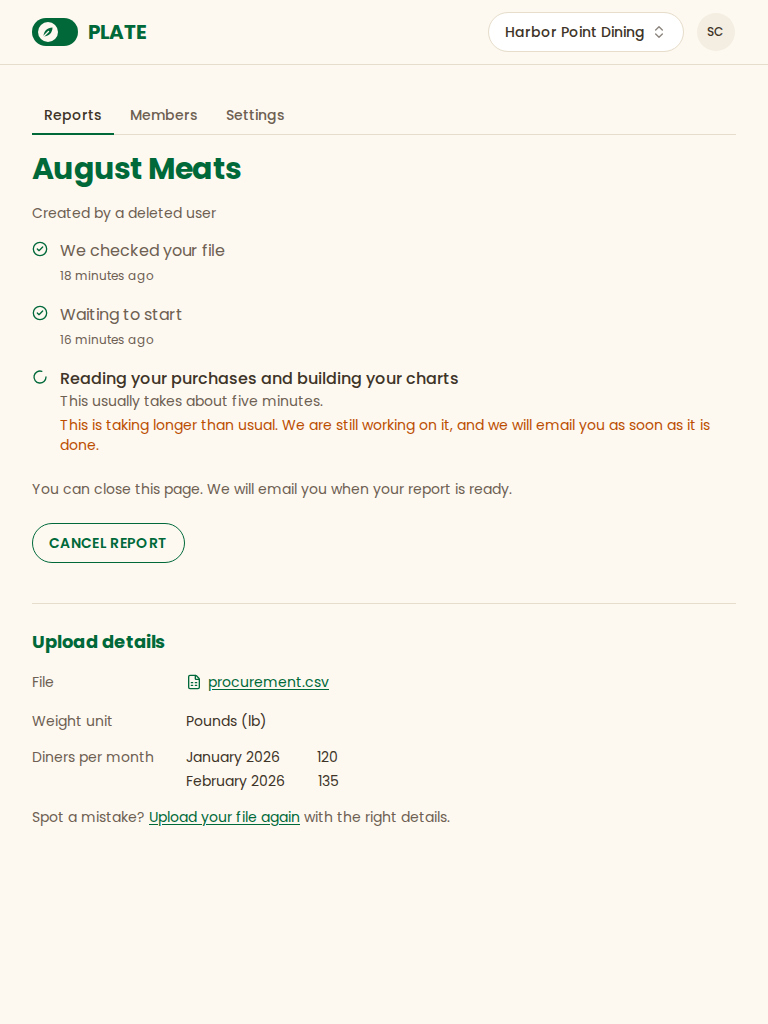 PLATE
Harbor Point Dining
SC
Reports
Members
Settings
August Meats
Created by a deleted user
We checked your file
18 minutes ago
Waiting to start
16 minutes ago
Reading your purchases and building your charts
This usually takes about five minutes.
This is taking longer than usual. We are still working on it, and we will email you as soon as it is
done.
You can close this page. We will email you when your report is ready.
CANCEL REPORT
Upload details
File procurement.csv
Weight unit Pounds (lb)
Diners per month January 2026 120
February 2026 135
Spot a mistake? Upload your file again with the right details.